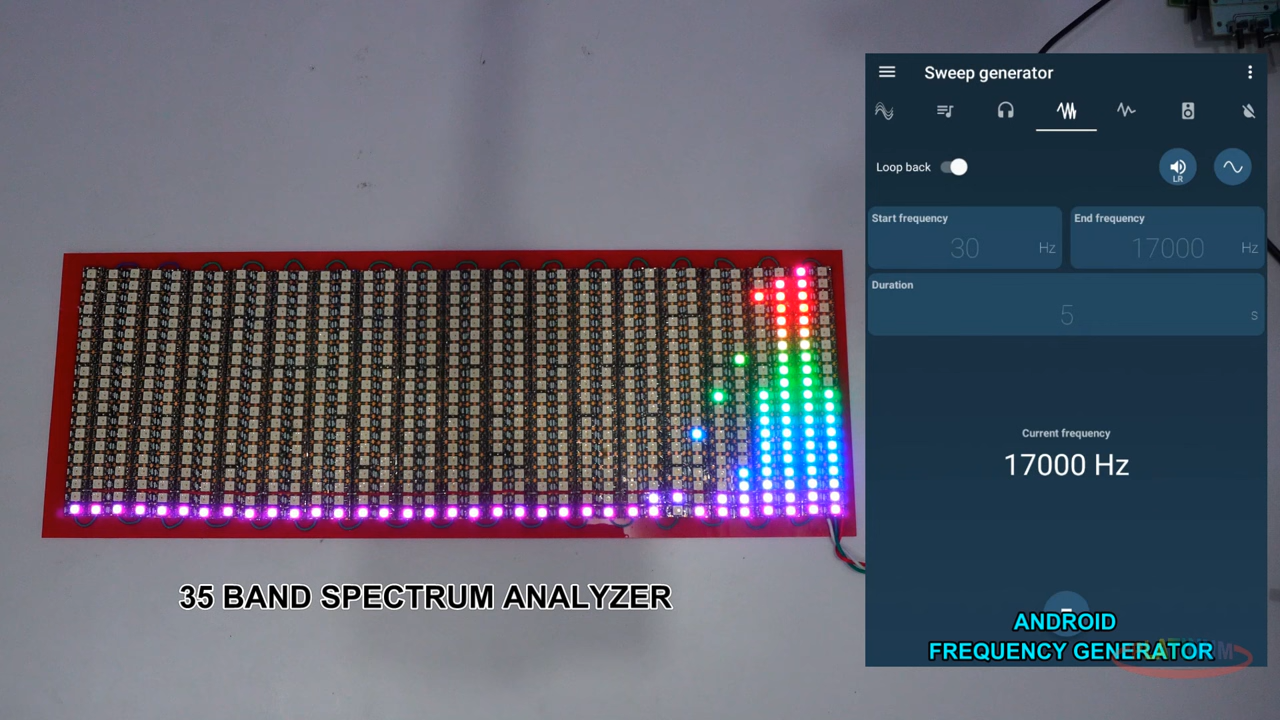 Sweep generator
Loop back
LR
Start frequency
30 Hz
End frequency
17000 Hz
Duration
5 s
Current frequency
17000 Hz
35 BAND SPECTRUM ANALYZER
ANDROID
FREQUENCY GENERATOR